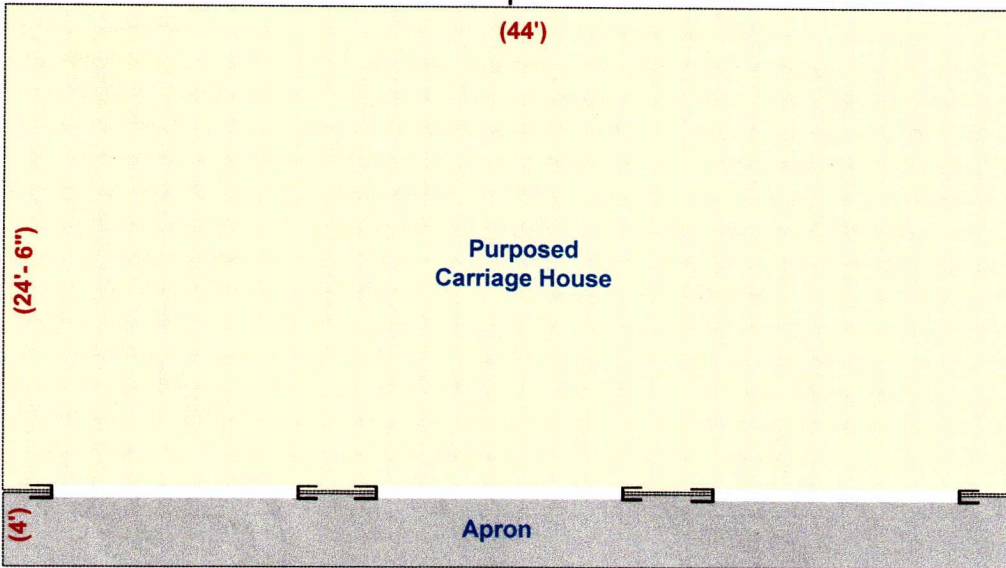 (44')
(24'- 6")
Purposed
Carriage House
(4')
Apron